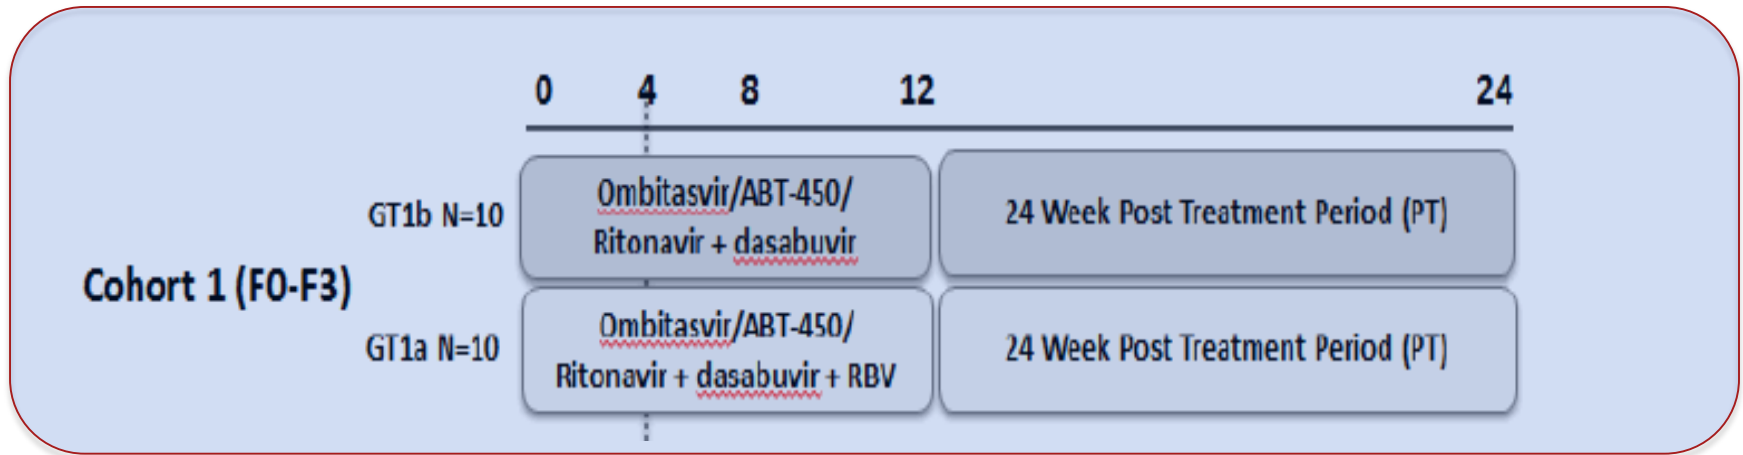 0 4 8 12 24
GT1b N=10
Ombitasvir/ABT-450/
Ritonavir + dasabuvir
24 Week Post Treatment Period (PT)
Cohort 1 (F0-F3)
GT1a N=10
Ombitasvir/ABT-450/
Ritonavir + dasabuvir + RBV
24 Week Post Treatment Period (PT)